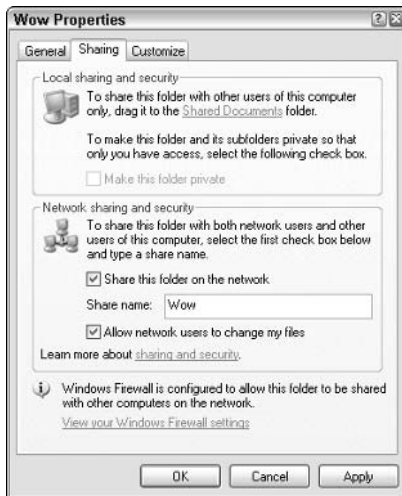 Wow Properties
General Sharing Customize
Local sharing and security
To share this folder with other users of this computer
only, drag it to the Shared Documents folder.
To make this folder and its subfolders private so that
only you have access, select the following check box.
Make this folder private
Network sharing and security
To share this folder with both network users and other
users of this computer, select the first check box below
and type a share name.
Share this folder on the network
Share name: Wow
Allow network users to change my files
Learn more about sharing and security.
Windows Firewall is configured to allow this folder to be shared
with other computers on the network.
View your Windows Firewall settings
OK Cancel Apply